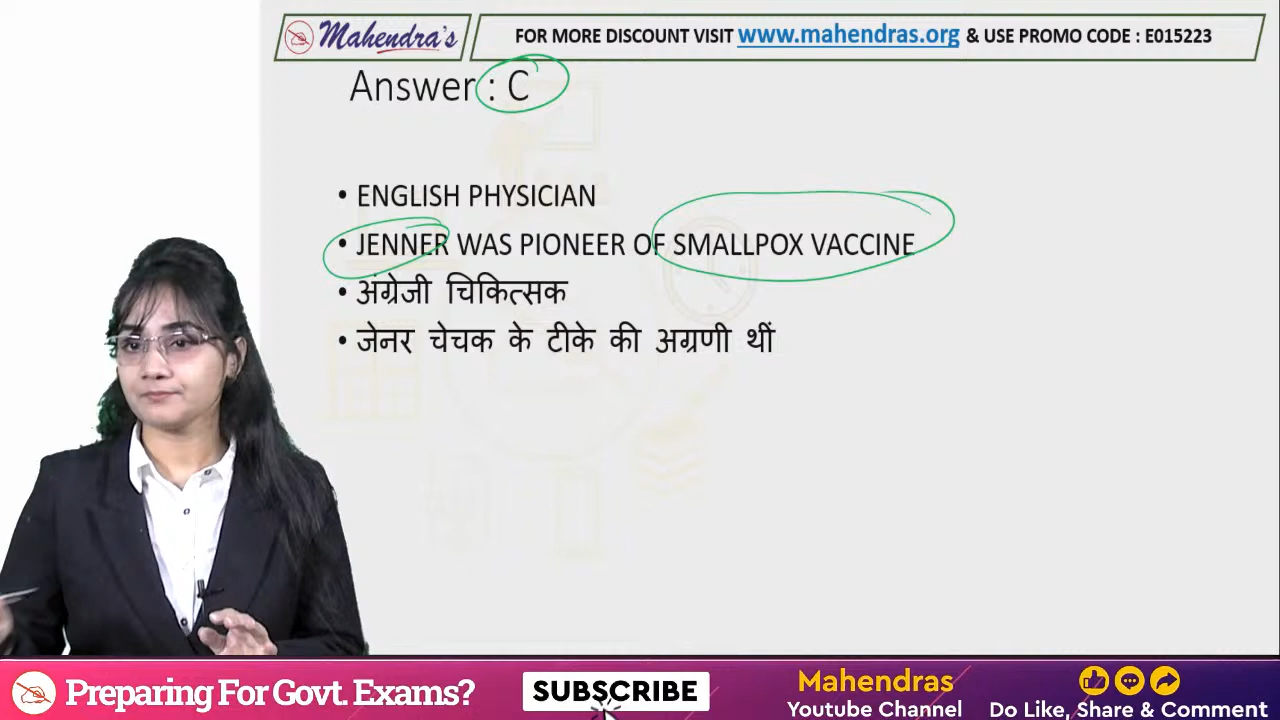 Mahendra's
FOR MORE DISCOUNT VISIT www.mahendras.org & USE PROMO CODE : E015223
Answer : C
• ENGLISH PHYSICIAN
• JENNER WAS PIONEER OF SMALLPOX VACCINE
• अंग्रेजी चिकित्सक
• जेनर चेचक के टीके की अग्रणी थीं
Preparing For Govt. Exams?
SUBSCRIBE
Mahendras
Youtube Channel
Do Like, Share & Comment